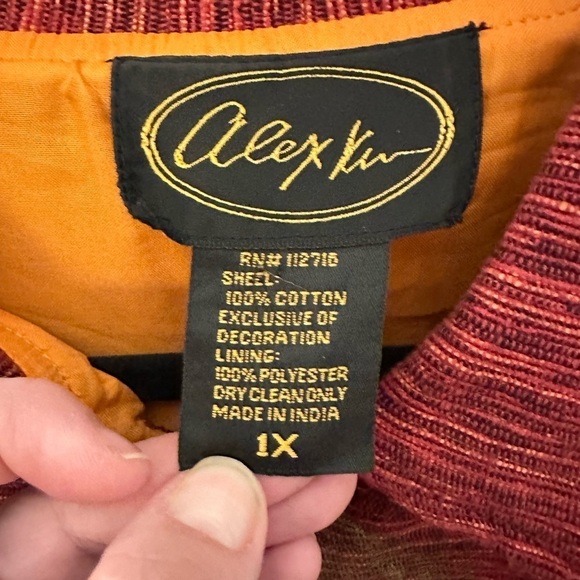 alex kim
RN# 112716
SHELL:
100% COTTON
EXCLUSIVE OF
DECORATION
LINING:
100% POLYESTER
DRY CLEAN ONLY
MADE IN INDIA
1X